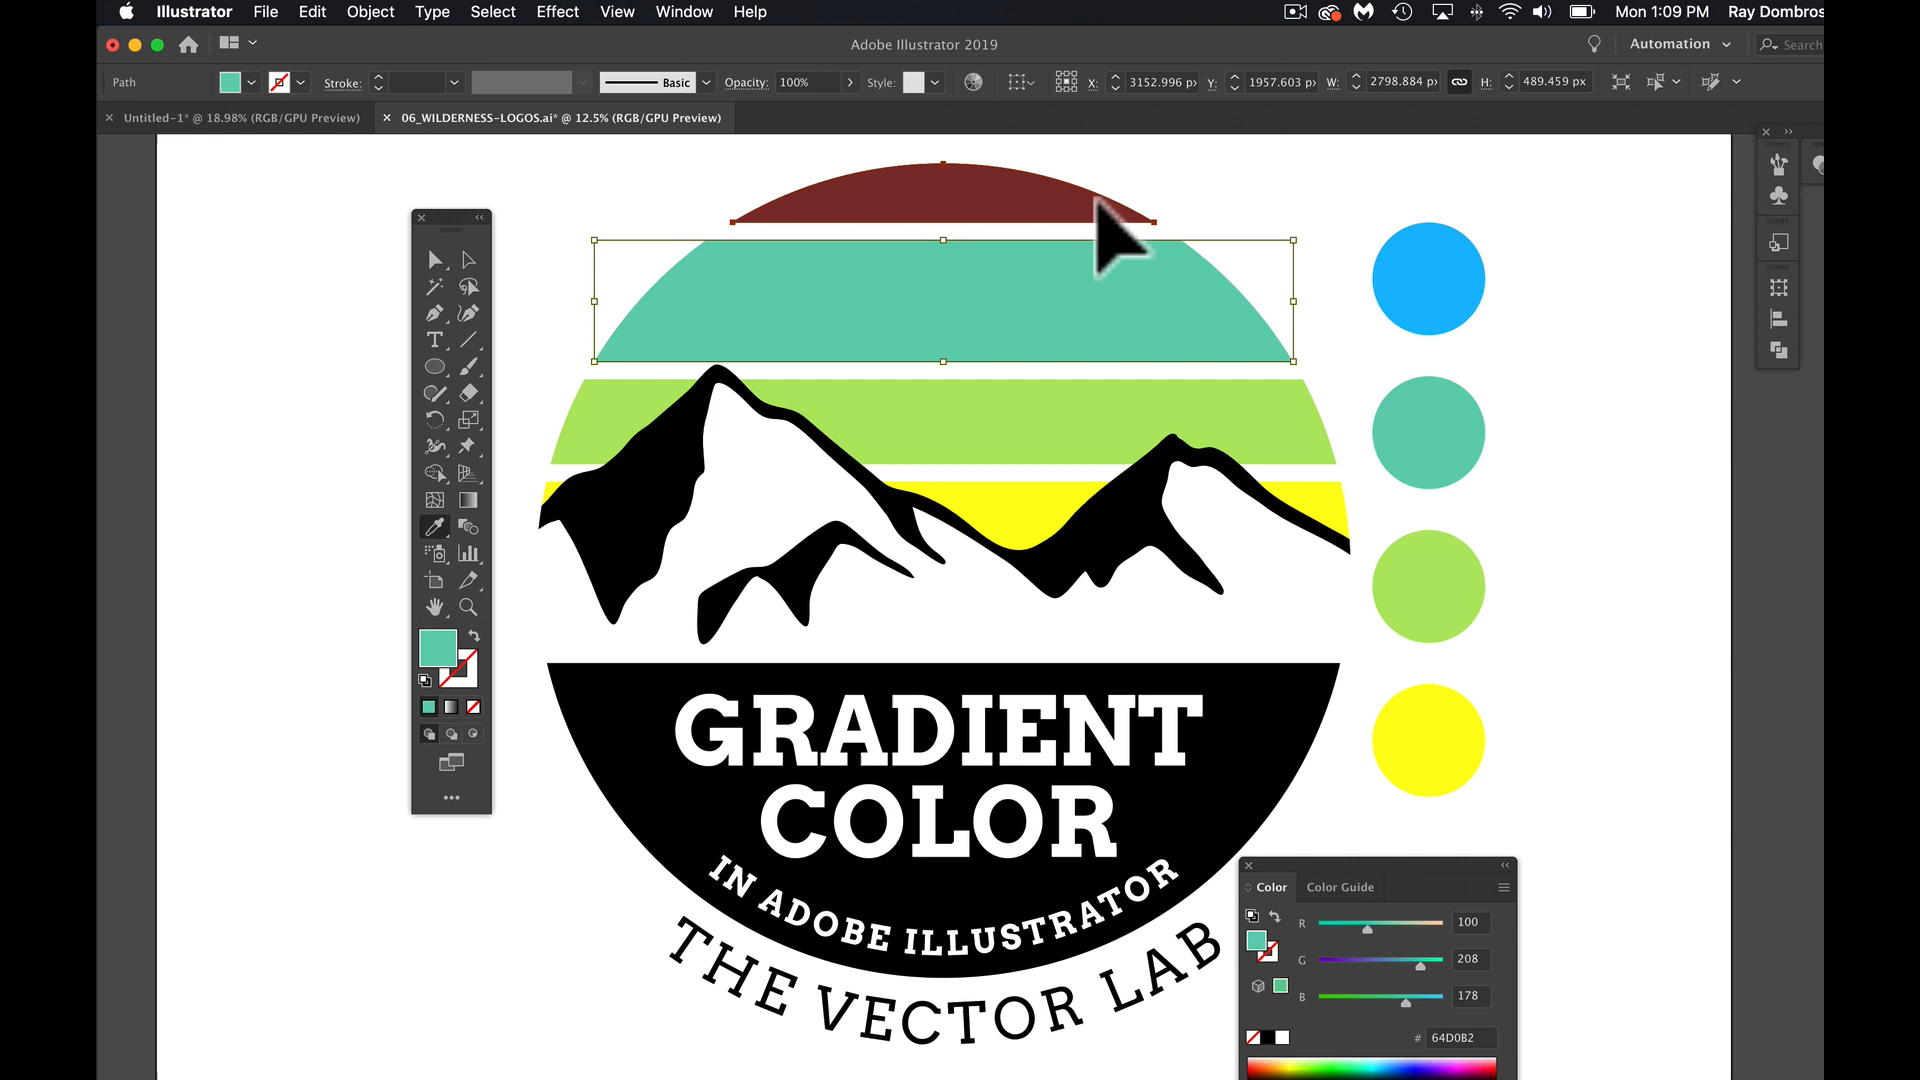 Illustrator File Edit Object Type Select Effect View Window Help Mon 1:09 PM Ray Dombros
Adobe Illustrator 2019 Automation Search
Path Stroke: Basic Opacity: 100% Style: X: 3152.996 px Y: 1957.603 px W: 2798.884 px H: 489.459 px
Untitled-1* @ 18.98% (RGB/GPU Preview) 06_WILDERNESS-LOGOS.ai* @ 12.5% (RGB/GPU Preview)
GRADIENT
COLOR
IN ADOBE ILLUSTRATOR
THE VECTOR LAB
Color Color Guide
R 100
G 208
B 178
# 64D0B2